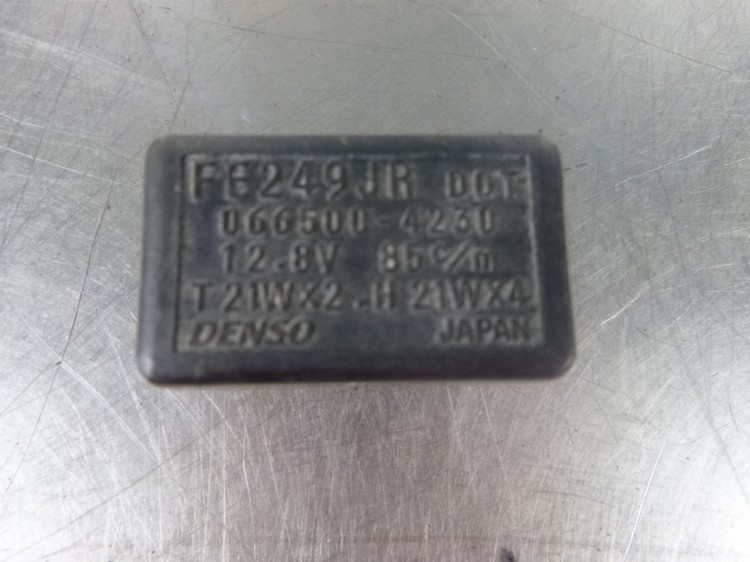 FE249JR DOT
066500-4230
12.8V 85c/m
T 21WX2.H 21WX4
DENSO JAPAN